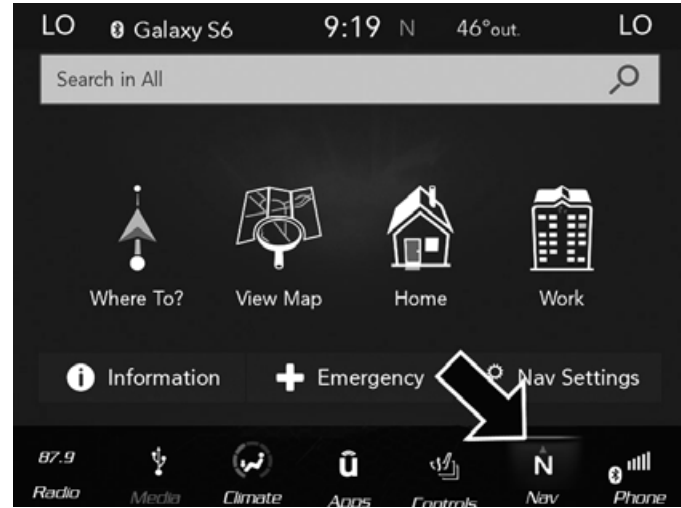 LO Galaxy S6 9:19 N 46°out. LO
Search in All
Where To? View Map Home Work
i Information Emergency Nav Settings
87.9 ū N
Radio Media Climate Apps Controls Nav Phone